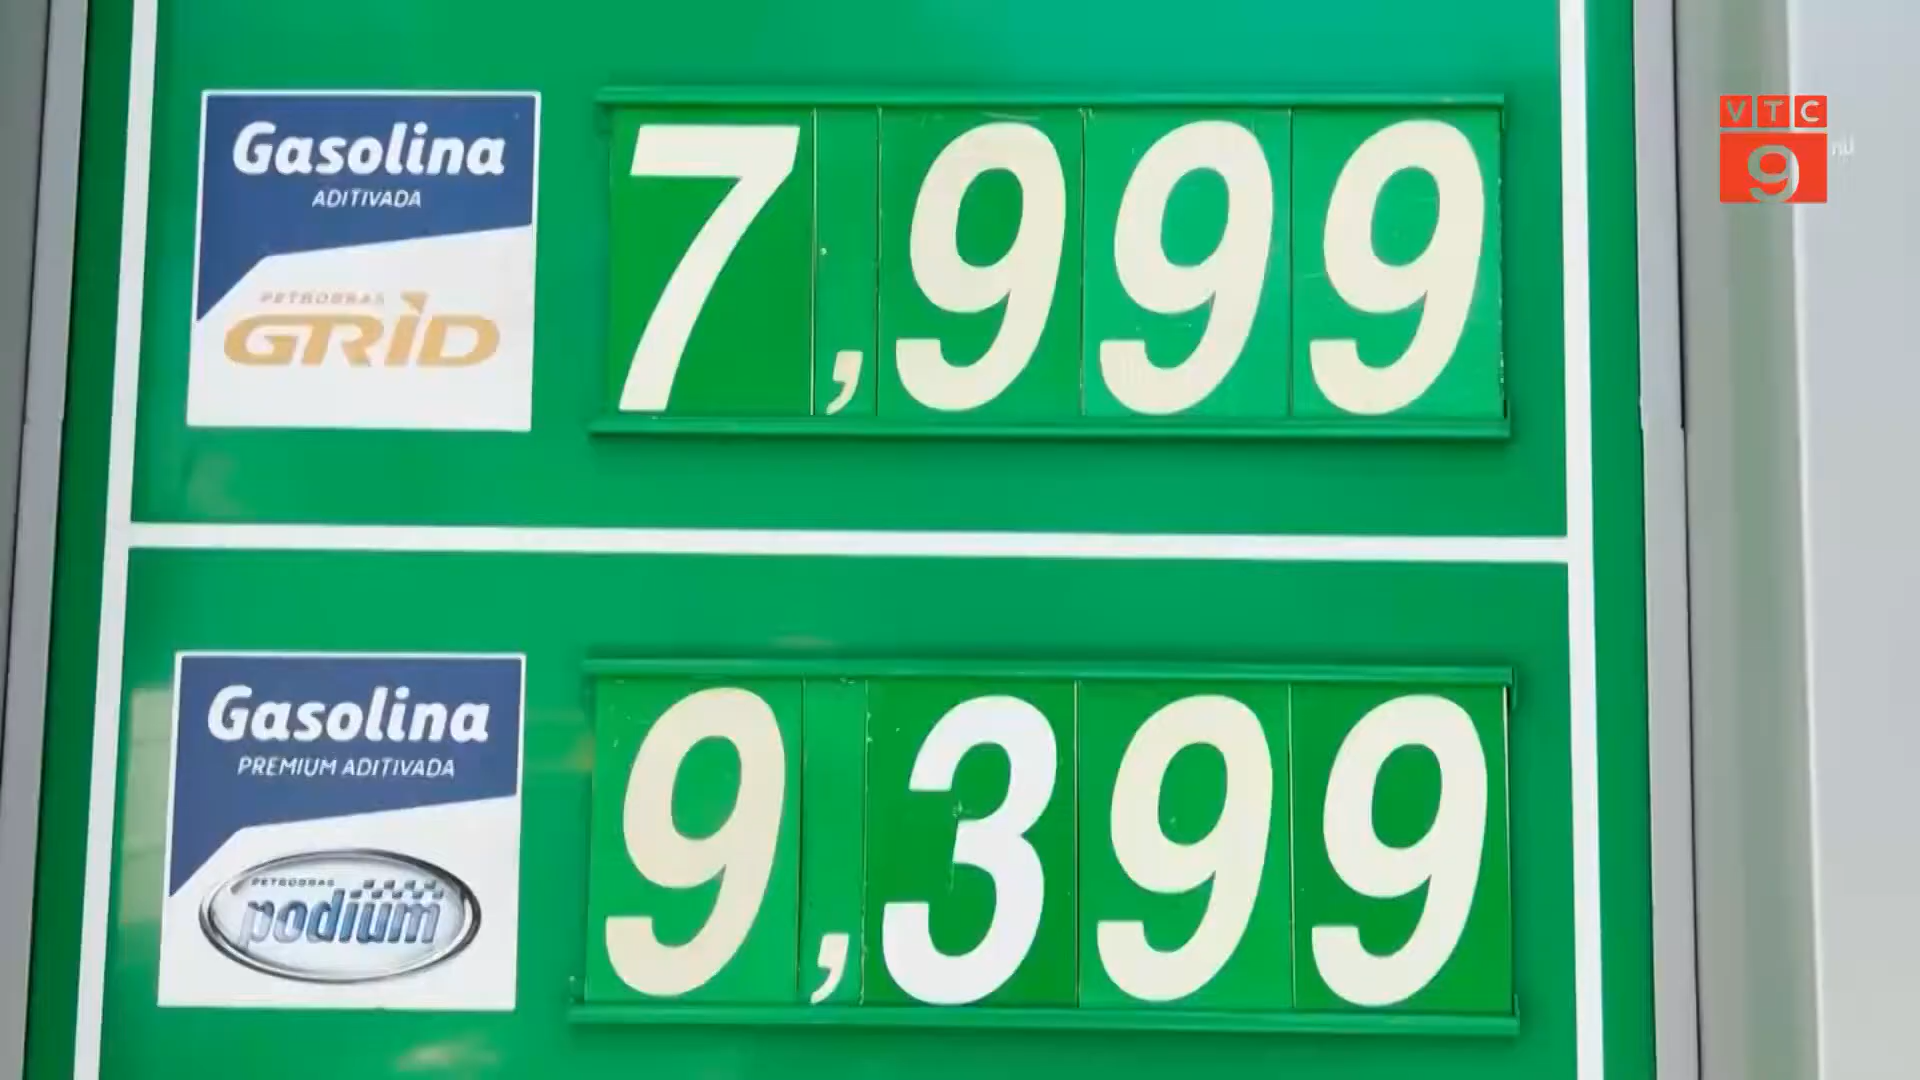 Gasolina
ADITIVADA
PETROBRAS
GRID
7,999
VTC
9
Gasolina
PREMIUM ADITIVADA
PETROBRAS
podium
9,399